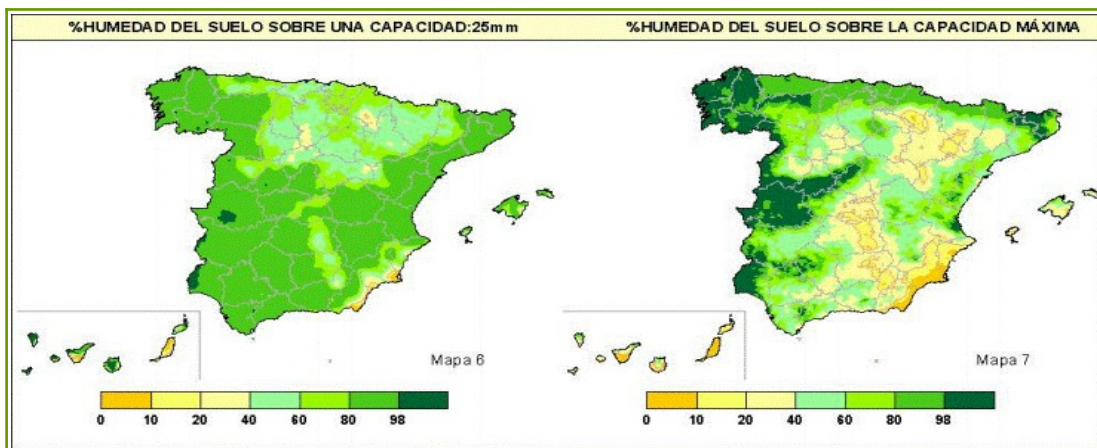 %HUMEDAD DEL SUELO SOBRE UNA CAPACIDAD:25mm
%HUMEDAD DEL SUELO SOBRE LA CAPACIDAD MÁXIMA
Mapa 6
Mapa 7
0 10 20 40 60 80 98
0 10 20 40 60 80 98